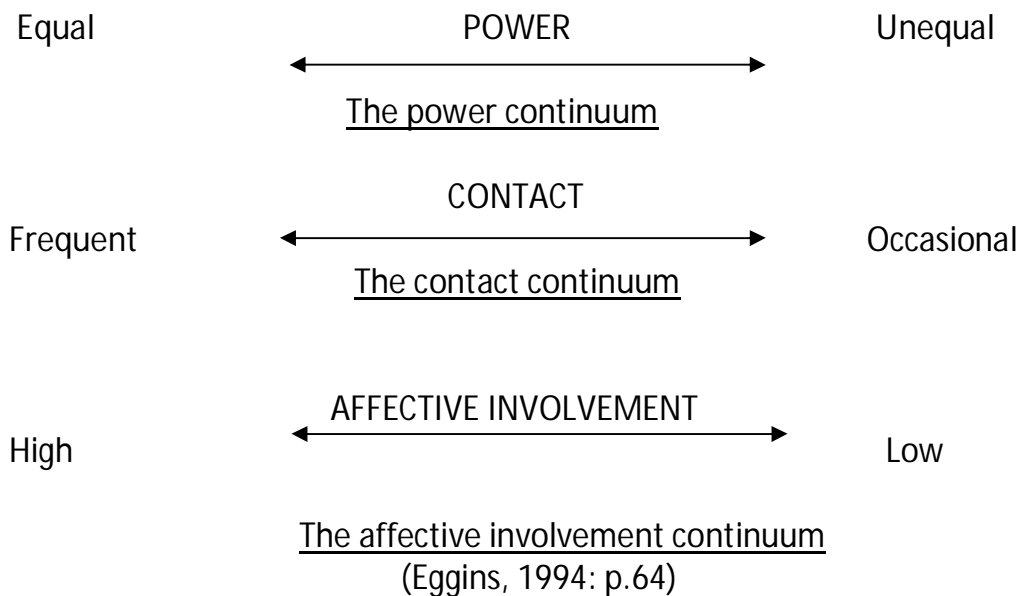 Equal POWER Unequal
The power continuum
CONTACT
Frequent Occasional
The contact continuum
AFFECTIVE INVOLVEMENT
High Low
The affective involvement continuum
(Eggins, 1994: p.64)